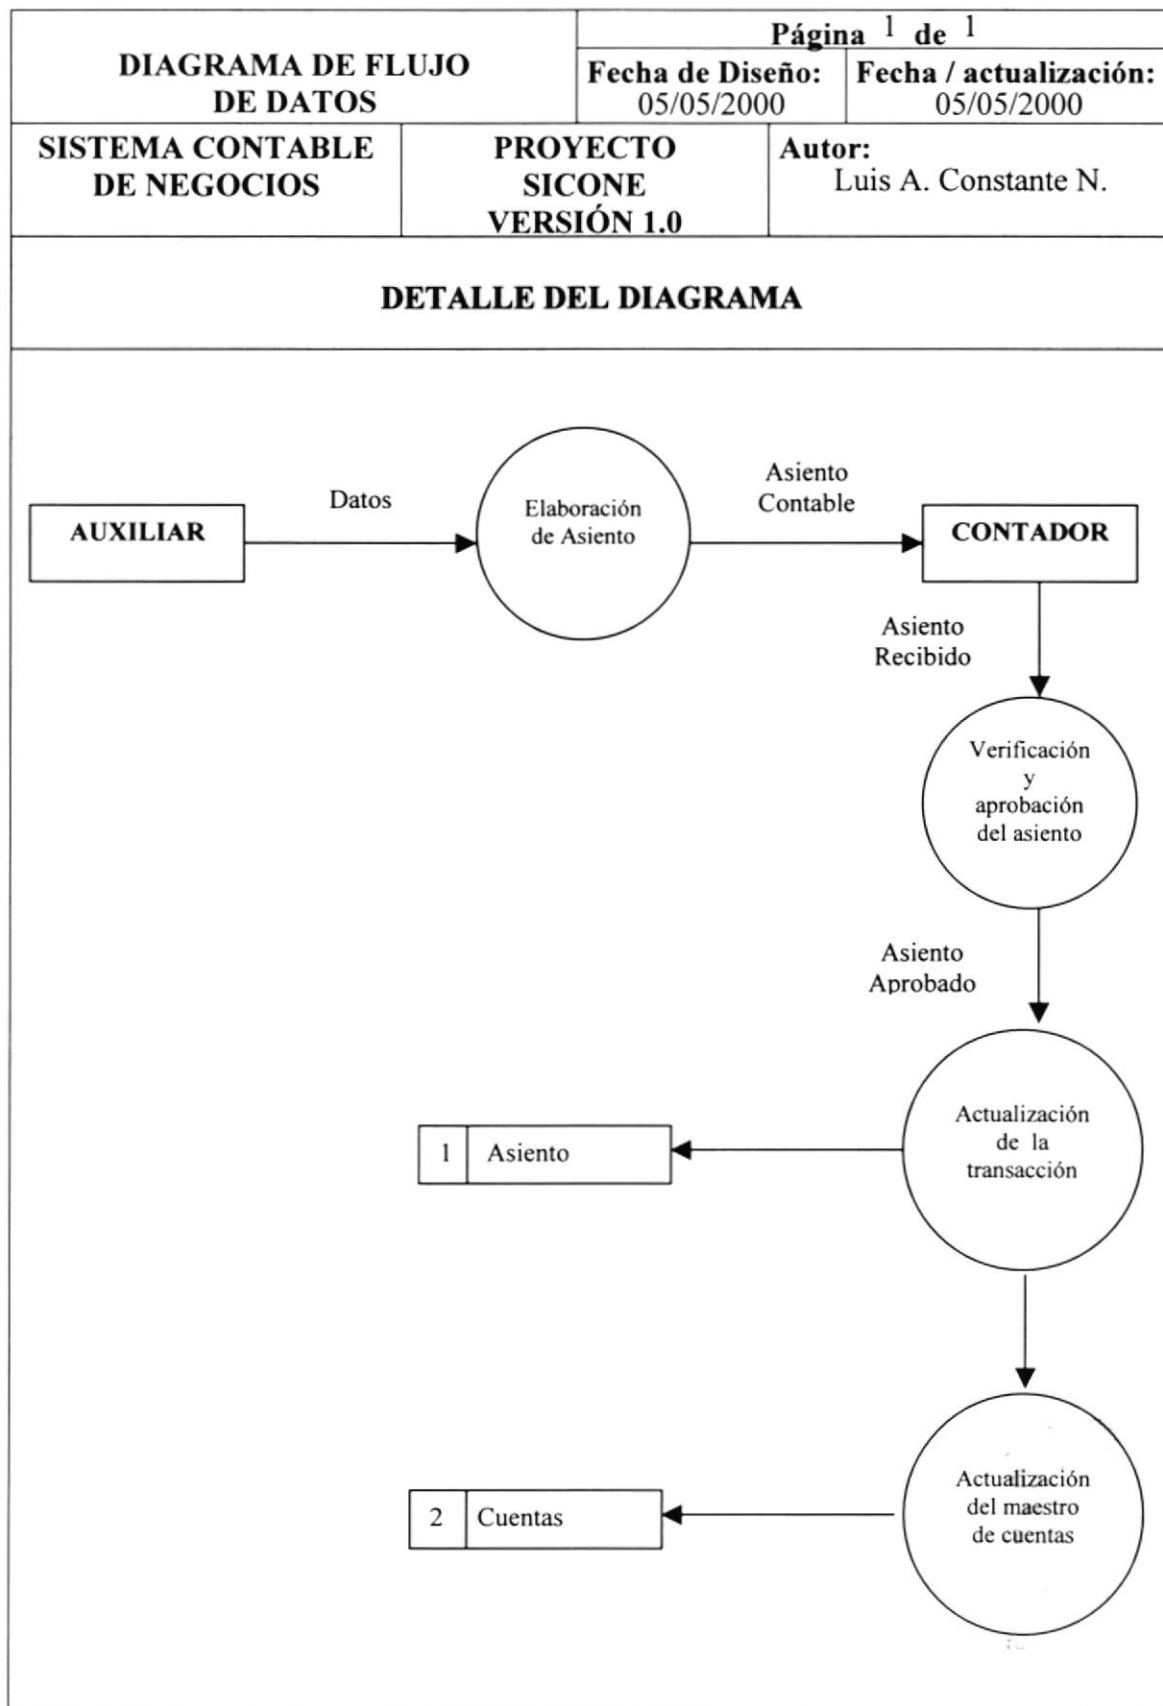 DIAGRAMA DE FLUJO
DE DATOS
Página 1 de 1
Fecha de Diseño:
05/05/2000
Fecha / actualización:
05/05/2000
SISTEMA CONTABLE
DE NEGOCIOS
PROYECTO
SICONE
VERSIÓN 1.0
Autor:
Luis A. Constante N.
DETALLE DEL DIAGRAMA
AUXILIAR
Datos
Elaboración
de Asiento
Asiento
Contable
CONTADOR
Asiento
Recibido
Verificación
y
aprobación
del asiento
Asiento
Aprobado
Actualización
de la
transacción
1 Asiento
Actualización
del maestro
de cuentas
2 Cuentas